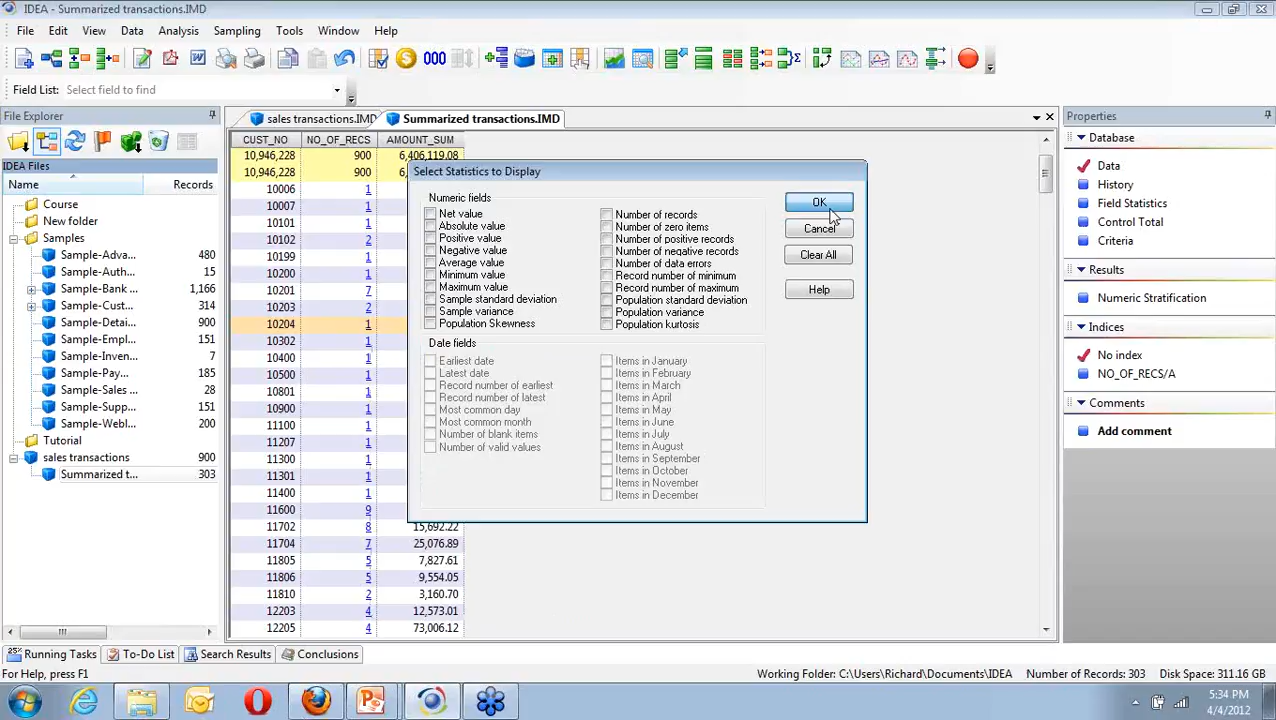 IDEA - Summarized transactions.IMD
File Edit View Data Analysis Sampling Tools Window Help
000
Field List: Select field to find
File Explorer
IDEA Files
Name Records
Course
New folder
Samples
Sample-Adva... 480
Sample-Auth... 15
Sample-Bank ... 1,166
Sample-Cust... 314
Sample-Detai... 900
Sample-Empl... 151
Sample-Inven... 7
Sample-Pay... 185
Sample-Sales ... 28
Sample-Supp... 151
Sample-Webl... 200
Tutorial
sales transactions 900
Summarized t... 303
sales transactions.IMD Summarized transactions.IMD
CUST_NO NO_OF_RECS AMOUNT_SUM
10,946,228 900 6,406,119.08
10,946,228 900 6,
10006 1
10007 1
10101 1
10102 2
10199 1
10200 1
10201 7
10203 2
10204 1
10302 1
10400 1
10500 1
10801 1
10900 1
11100 1
11207 1
11300 1
11301 1
11400 1
11600 9
11702 8 15,692.22
11704 7 25,076.89
11805 5 7,827.61
11806 5 9,554.05
11810 2 3,160.70
12203 4 12,573.01
12205 4 73,006.12
Select Statistics to Display
Numeric fields
Net value
Absolute value
Positive value
Negative value
Average value
Minimum value
Maximum value
Sample standard deviation
Sample variance
Population Skewness
Number of records
Number of zero items
Number of positive records
Number of negative records
Number of data errors
Record number of minimum
Record number of maximum
Population standard deviation
Population variance
Population kurtosis
Date fields
Earliest date
Latest date
Record number of earliest
Record number of latest
Most common day
Most common month
Number of blank items
Number of valid values
Items in January
Items in February
Items in March
Items in April
Items in May
Items in June
Items in July
Items in August
Items in September
Items in October
Items in November
Items in December
OK
Cancel
Clear All
Help
Properties
Database
Data
History
Field Statistics
Control Total
Criteria
Results
Numeric Stratification
Indices
No index
NO_OF_RECS/A
Comments
Add comment
Running Tasks To-Do List Search Results Conclusions
For Help, press F1
Working Folder: C:\Users\Richard\Documents\IDEA Number of Records: 303 Disk Space: 311.16 GB
5:34 PM
4/4/2012